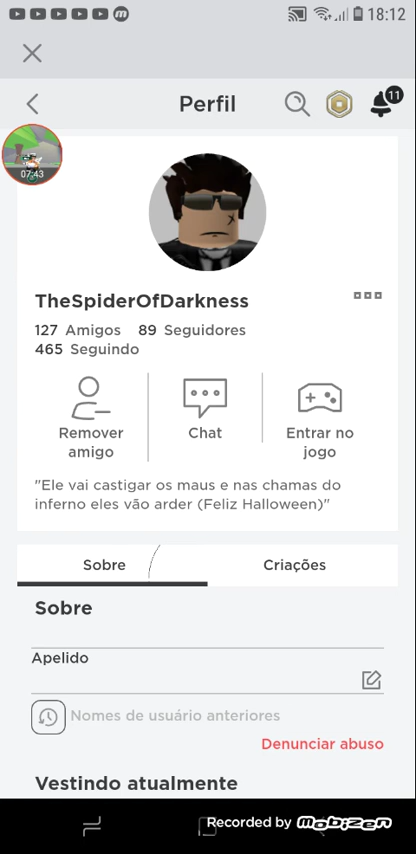 18:12
Perfil
11
07:43
TheSpiderOfDarkness
127 Amigos 89 Seguidores
465 Seguindo
Remover
amigo
Chat
Entrar no
jogo
"Ele vai castigar os maus e nas chamas do
inferno eles vão arder (Feliz Halloween)"
Sobre
Criações
Sobre
Apelido
Nomes de usuário anteriores
Denunciar abuso
Vestindo atualmente
Recorded by mobizen